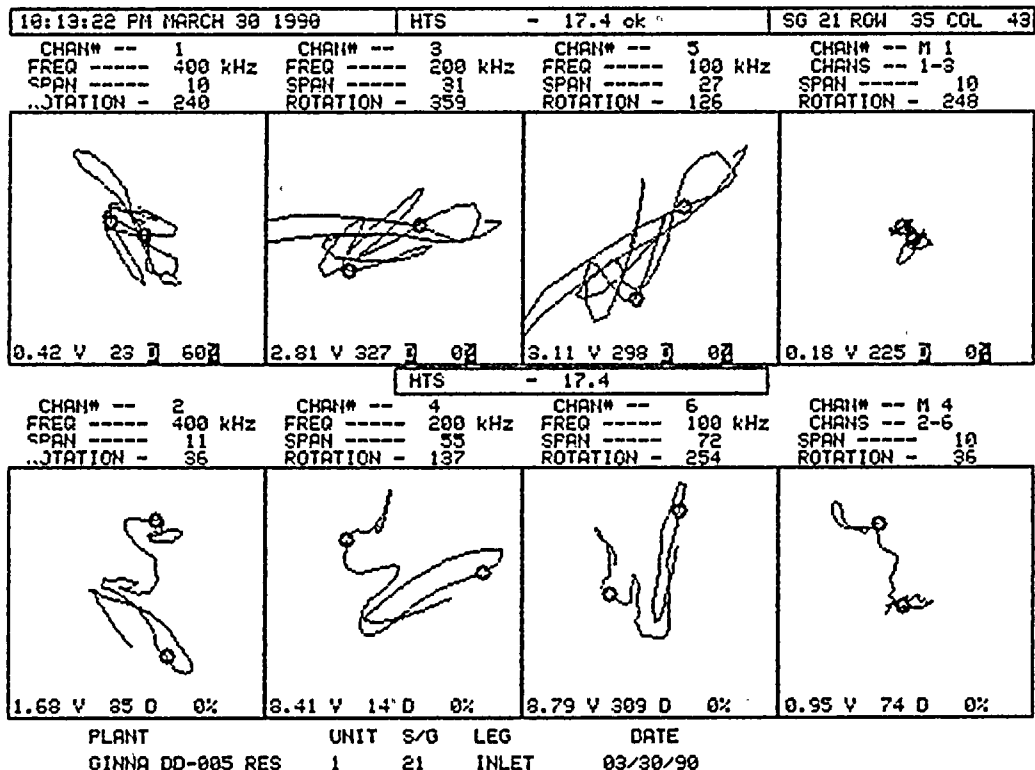 10:13:22 PM MARCH 30 1990 HTS - 17.4 ok SG 21 ROW 35 COL 43
CHAN# -- 1 CHAN# -- 3 CHAN# -- 5 CHAN# -- M 1
FREQ ----- 400 kHz FREQ ----- 200 kHz FREQ ----- 100 kHz CHANS -- 1-3
SPAN ----- 10 SPAN ----- 31 SPAN ----- 27 SPAN ----- 10
..OTATION - 240 ROTATION - 359 ROTATION - 126 ROTATION - 248
0.42 V 23 D 60% 2.81 V 327 D 0% 3.11 V 298 D 0% 0.18 V 225 D 0%
HTS - 17.4
CHAN# -- 2 CHAN# -- 4 CHAN# -- 6 CHAN# -- M 4
FREQ ----- 400 kHz FREQ ----- 200 kHz FREQ ----- 100 kHz CHANS -- 2-6
SPAN ----- 11 SPAN ----- 55 SPAN ----- 72 SPAN ----- 10
..OTATION - 36 ROTATION - 137 ROTATION - 254 ROTATION - 36
1.68 V 85 D 0% 8.41 V 14 D 0% 8.79 V 309 D 0% 0.95 V 74 D 0%
PLANT UNIT S/G LEG DATE
GINNA DD-005 RES 1 21 INLET 03/30/90